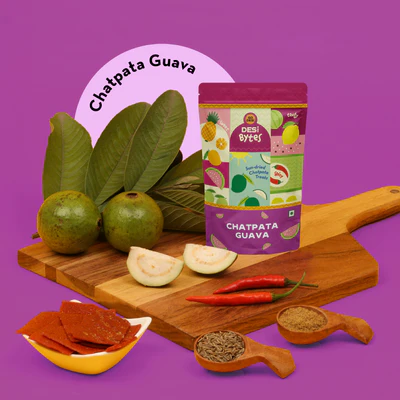 Chatpata Guava
DESi
Bytes
Sun-dried
Chatpata
Treats
CHATPATA
GUAVA